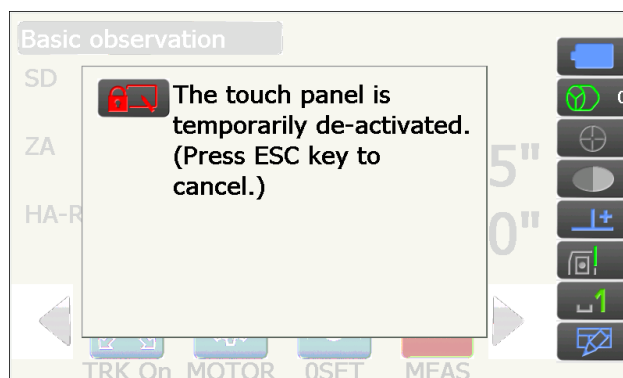 Basic observation
SD
The touch panel is
temporarily de-activated.
(Press ESC key to
cancel.)
ZA
5"
HA-R
0"
TRK On MOTOR 0SET MEAS